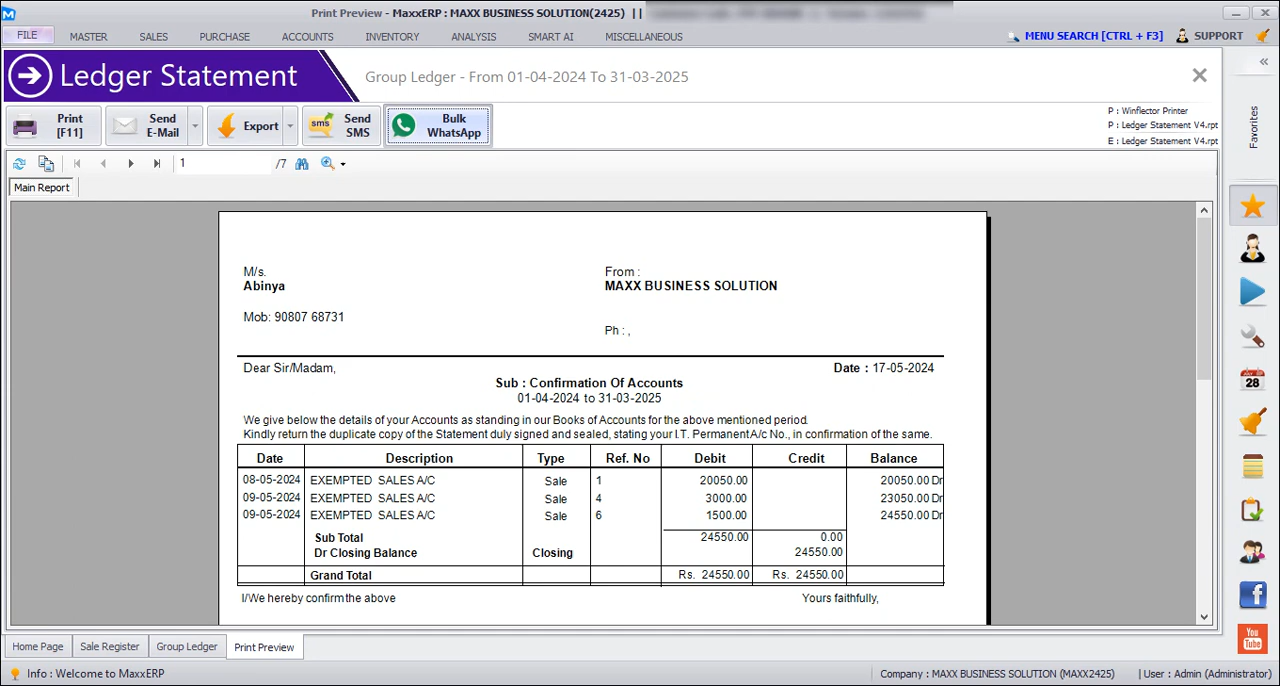 Print Preview - MaxxERP : MAXX BUSINESS SOLUTION(2425) ||
FILE MASTER SALES PURCHASE ACCOUNTS INVENTORY ANALYSIS SMART AI MISCELLANEOUS MENU SEARCH [CTRL + F3] SUPPORT
Ledger Statement Group Ledger - From 01-04-2024 To 31-03-2025
Print [F11]
Send E-Mail
Export
Send SMS
Bulk WhatsApp
P : Winflector Printer
P : Ledger Statement V4.rpt
E : Ledger Statement V4.rpt
Favorites
1 /7
Main Report
M/s. From :
Abinya MAXX BUSINESS SOLUTION
Mob: 90807 68731
Ph : ,
Dear Sir/Madam, Date : 17-05-2024
Sub : Confirmation Of Accounts
01-04-2024 to 31-03-2025
We give below the details of your Accounts as standing in our Books of Accounts for the above mentioned period.
Kindly return the duplicate copy of the Statement duly signed and sealed, stating your I.T. Permanent A/c No., in confirmation of the same.
Date Description Type Ref. No Debit Credit Balance
08-05-2024 EXEMPTED SALES A/C Sale 1 20050.00 20050.00 Dr
09-05-2024 EXEMPTED SALES A/C Sale 4 3000.00 23050.00 Dr
09-05-2024 EXEMPTED SALES A/C Sale 6 1500.00 24550.00 Dr
Sub Total 24550.00 0.00
Dr Closing Balance Closing 24550.00
Grand Total Rs. 24550.00 Rs. 24550.00
I/We hereby confirm the above Yours faithfully,
28
f
You Tube
Home Page Sale Register Group Ledger Print Preview
Info : Welcome to MaxxERP Company : MAXX BUSINESS SOLUTION (MAXX2425) | User : Admin (Administrator)